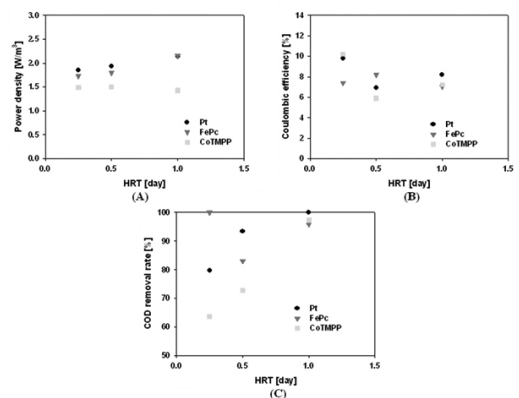 3.0
2.5
2.0
1.5
1.0
0.5
0.0
Power density [W/m³]
Pt
FePc
CoTMPP
0.0 0.5 1.0 1.5
HRT [day]
(A)
14
12
10
8
6
4
2
0
Coulombic efficiency [%]
Pt
FePc
CoTMPP
0.0 0.5 1.0 1.5
HRT [day]
(B)
100
90
80
70
60
50
COD removal rate [%]
Pt
FePc
CoTMPP
0.0 0.5 1.0 1.5
HRT [day]
(C)